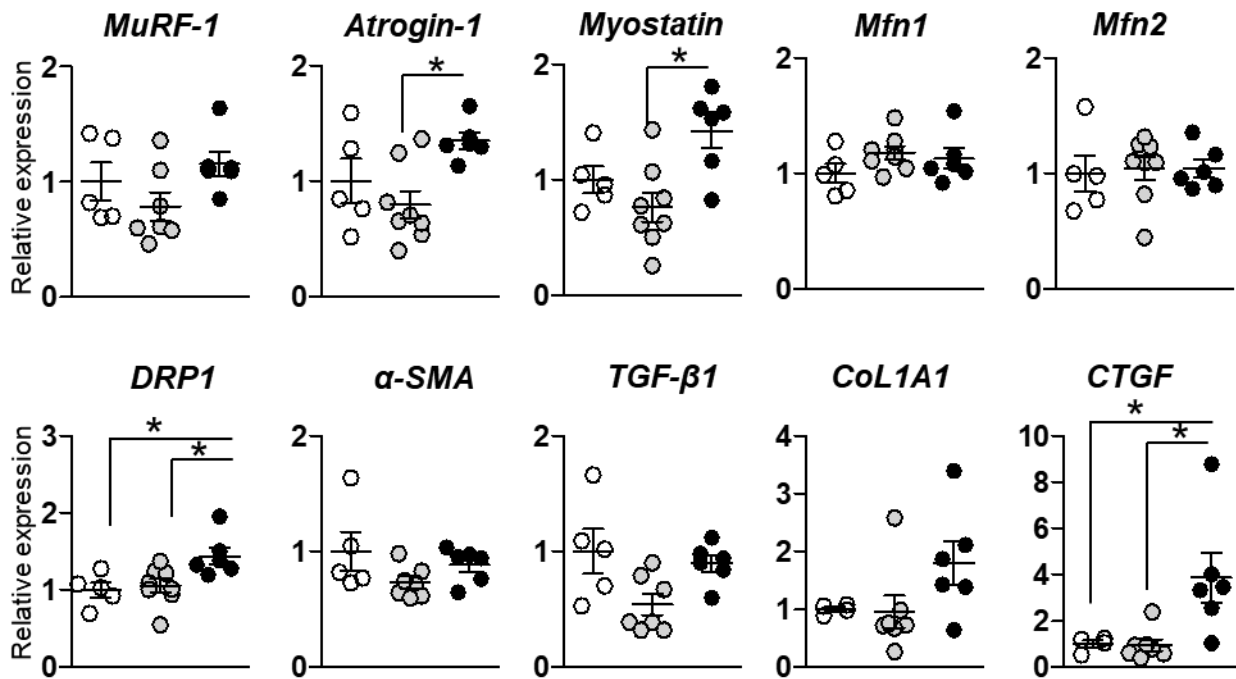 MuRF-1 Atrogin-1 Myostatin Mfn1 Mfn2
Relative expression
2 2 2 2 2
* *
1 1 1 1 1
0 0 0 0 0
DRP1 α-SMA TGF-β1 CoL1A1 CTGF
Relative expression
3 2 2 4 10
* * * *
8
3
2 6
1 1 2
4
1 1
2
0 0 0 0 0